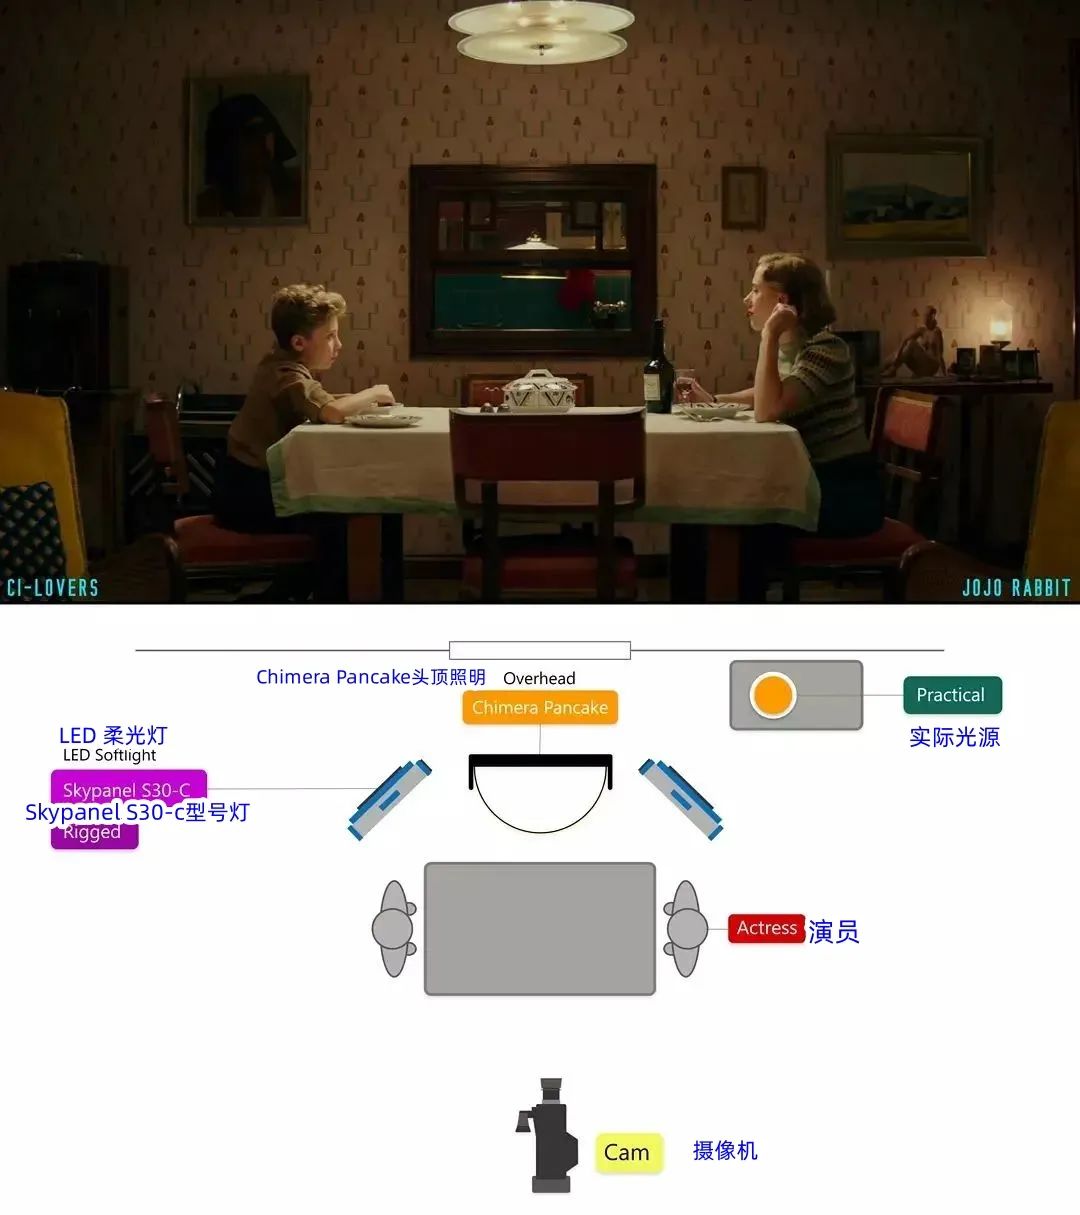 CI-LOVERS
JOJO RABBIT
Chimera Pancake头顶照明
Overhead
Chimera Pancake
Practical
实际光源
LED 柔光灯
LED Softlight
Skypanel S30-C
Skypanel S30-c型号灯
Rigged
Actress
演员
Cam
摄像机